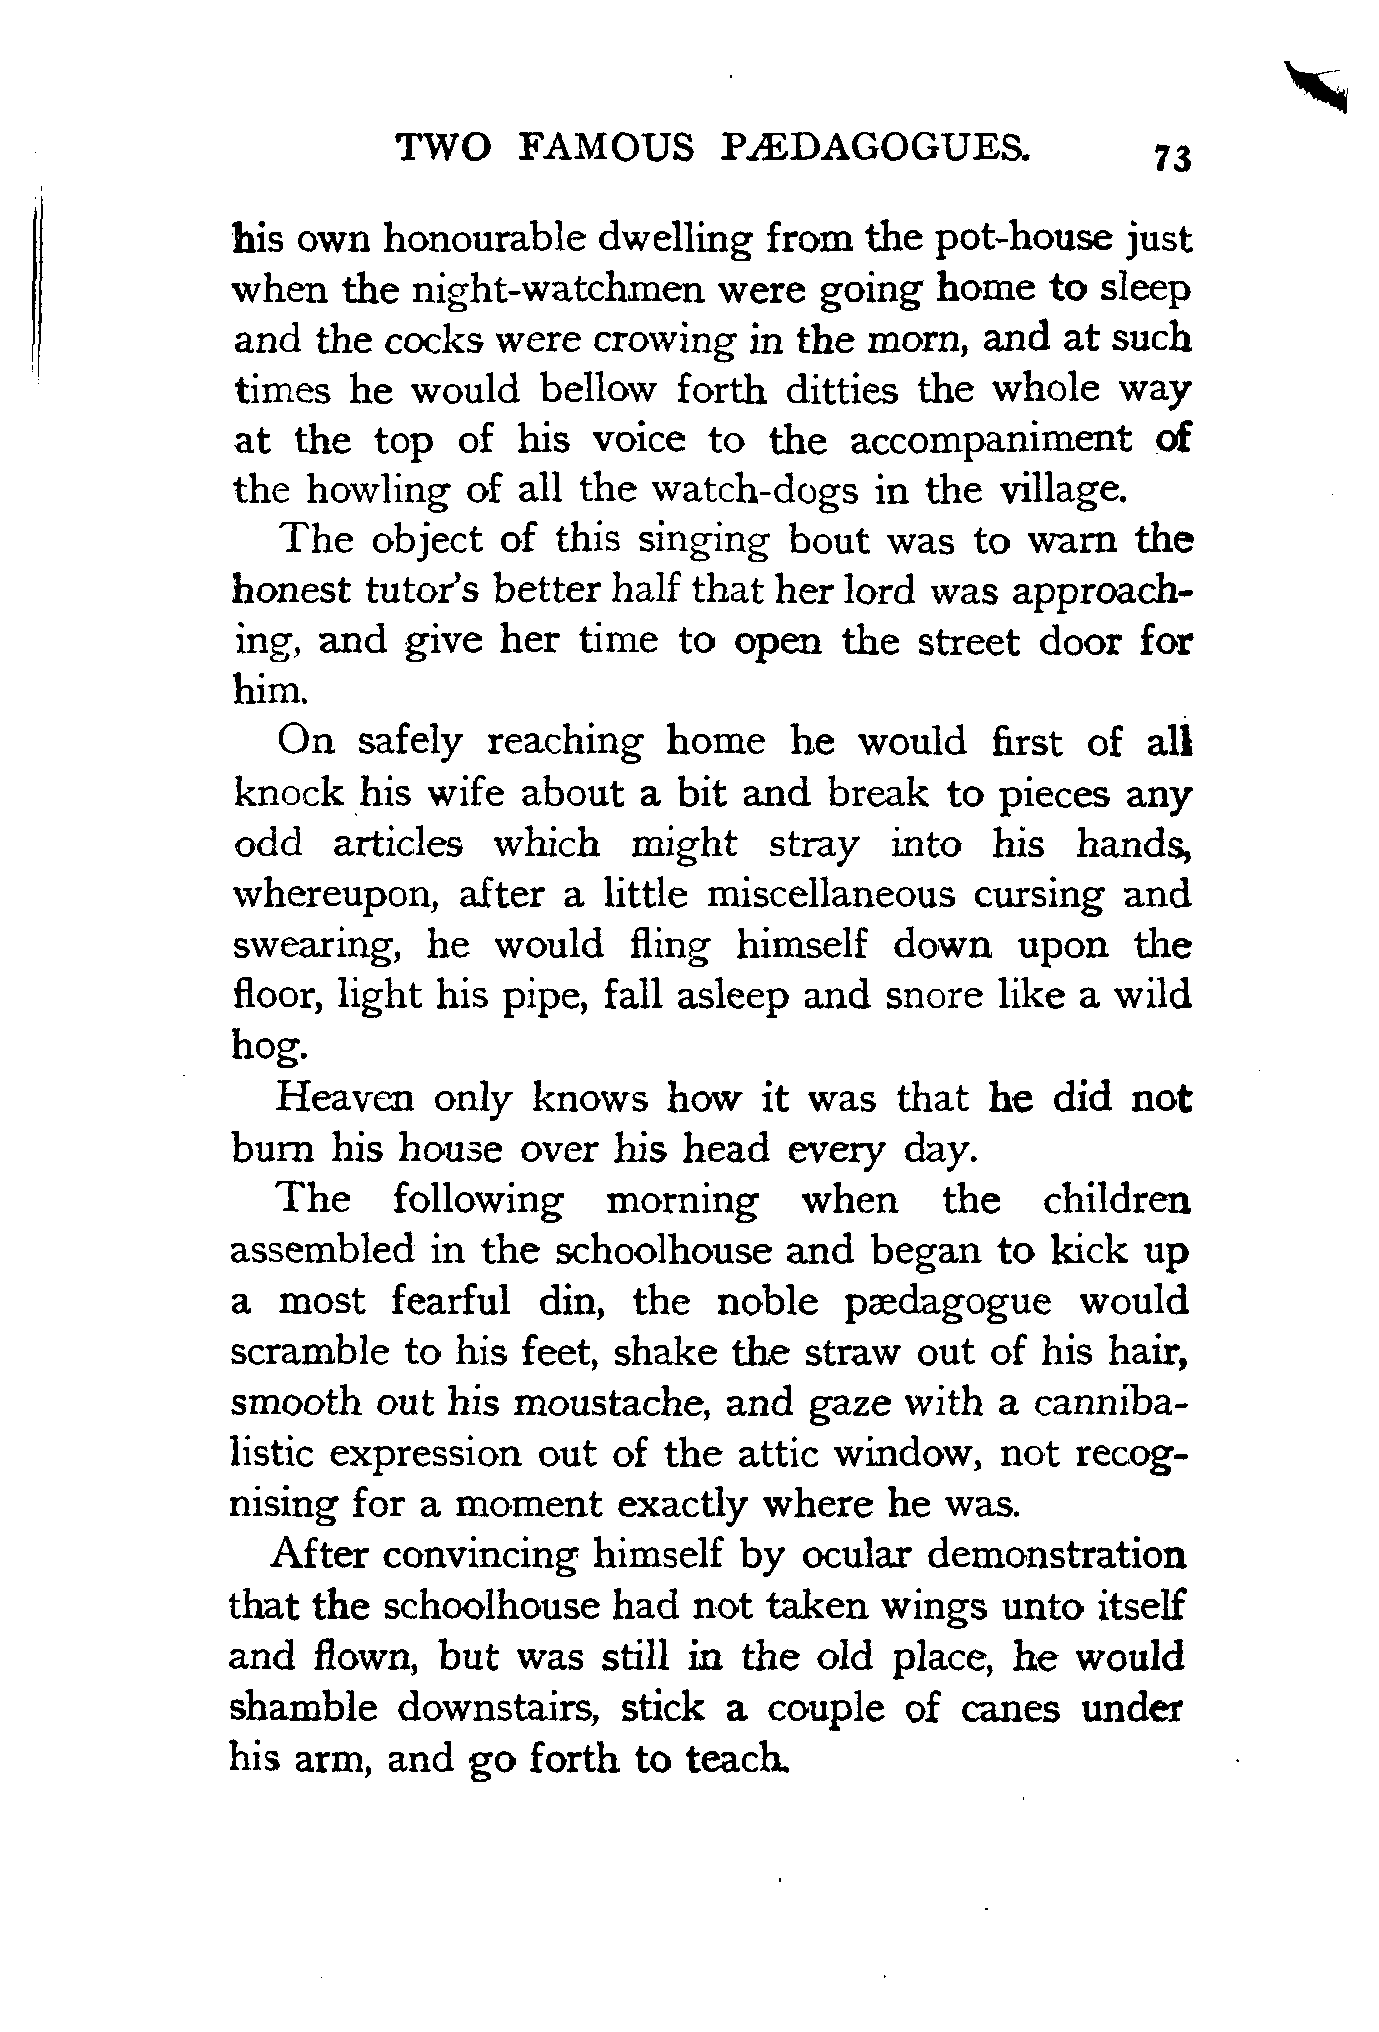 TWO FAMOUS PÆDAGOGUES. 73
his own honourable dwelling from the pot-house just
when the night-watchmen were going home to sleep
and the cocks were crowing in the morn, and at such
times he would bellow forth ditties the whole way
at the top of his voice to the accompaniment of
the howling of all the watch-dogs in the village.
The object of this singing bout was to warn the
honest tutor's better half that her lord was approach-
ing, and give her time to open the street door for
him.
On safely reaching home he would first of all
knock his wife about a bit and break to pieces any
odd articles which might stray into his hands,
whereupon, after a little miscellaneous cursing and
swearing, he would fling himself down upon the
floor, light his pipe, fall asleep and snore like a wild
hog.
Heaven only knows how it was that he did not
burn his house over his head every day.
The following morning when the children
assembled in the schoolhouse and began to kick up
a most fearful din, the noble pædagogue would
scramble to his feet, shake the straw out of his hair,
smooth out his moustache, and gaze with a canniba-
listic expression out of the attic window, not recog-
nising for a moment exactly where he was.
After convincing himself by ocular demonstration
that the schoolhouse had not taken wings unto itself
and flown, but was still in the old place, he would
shamble downstairs, stick a couple of canes under
his arm, and go forth to teach.